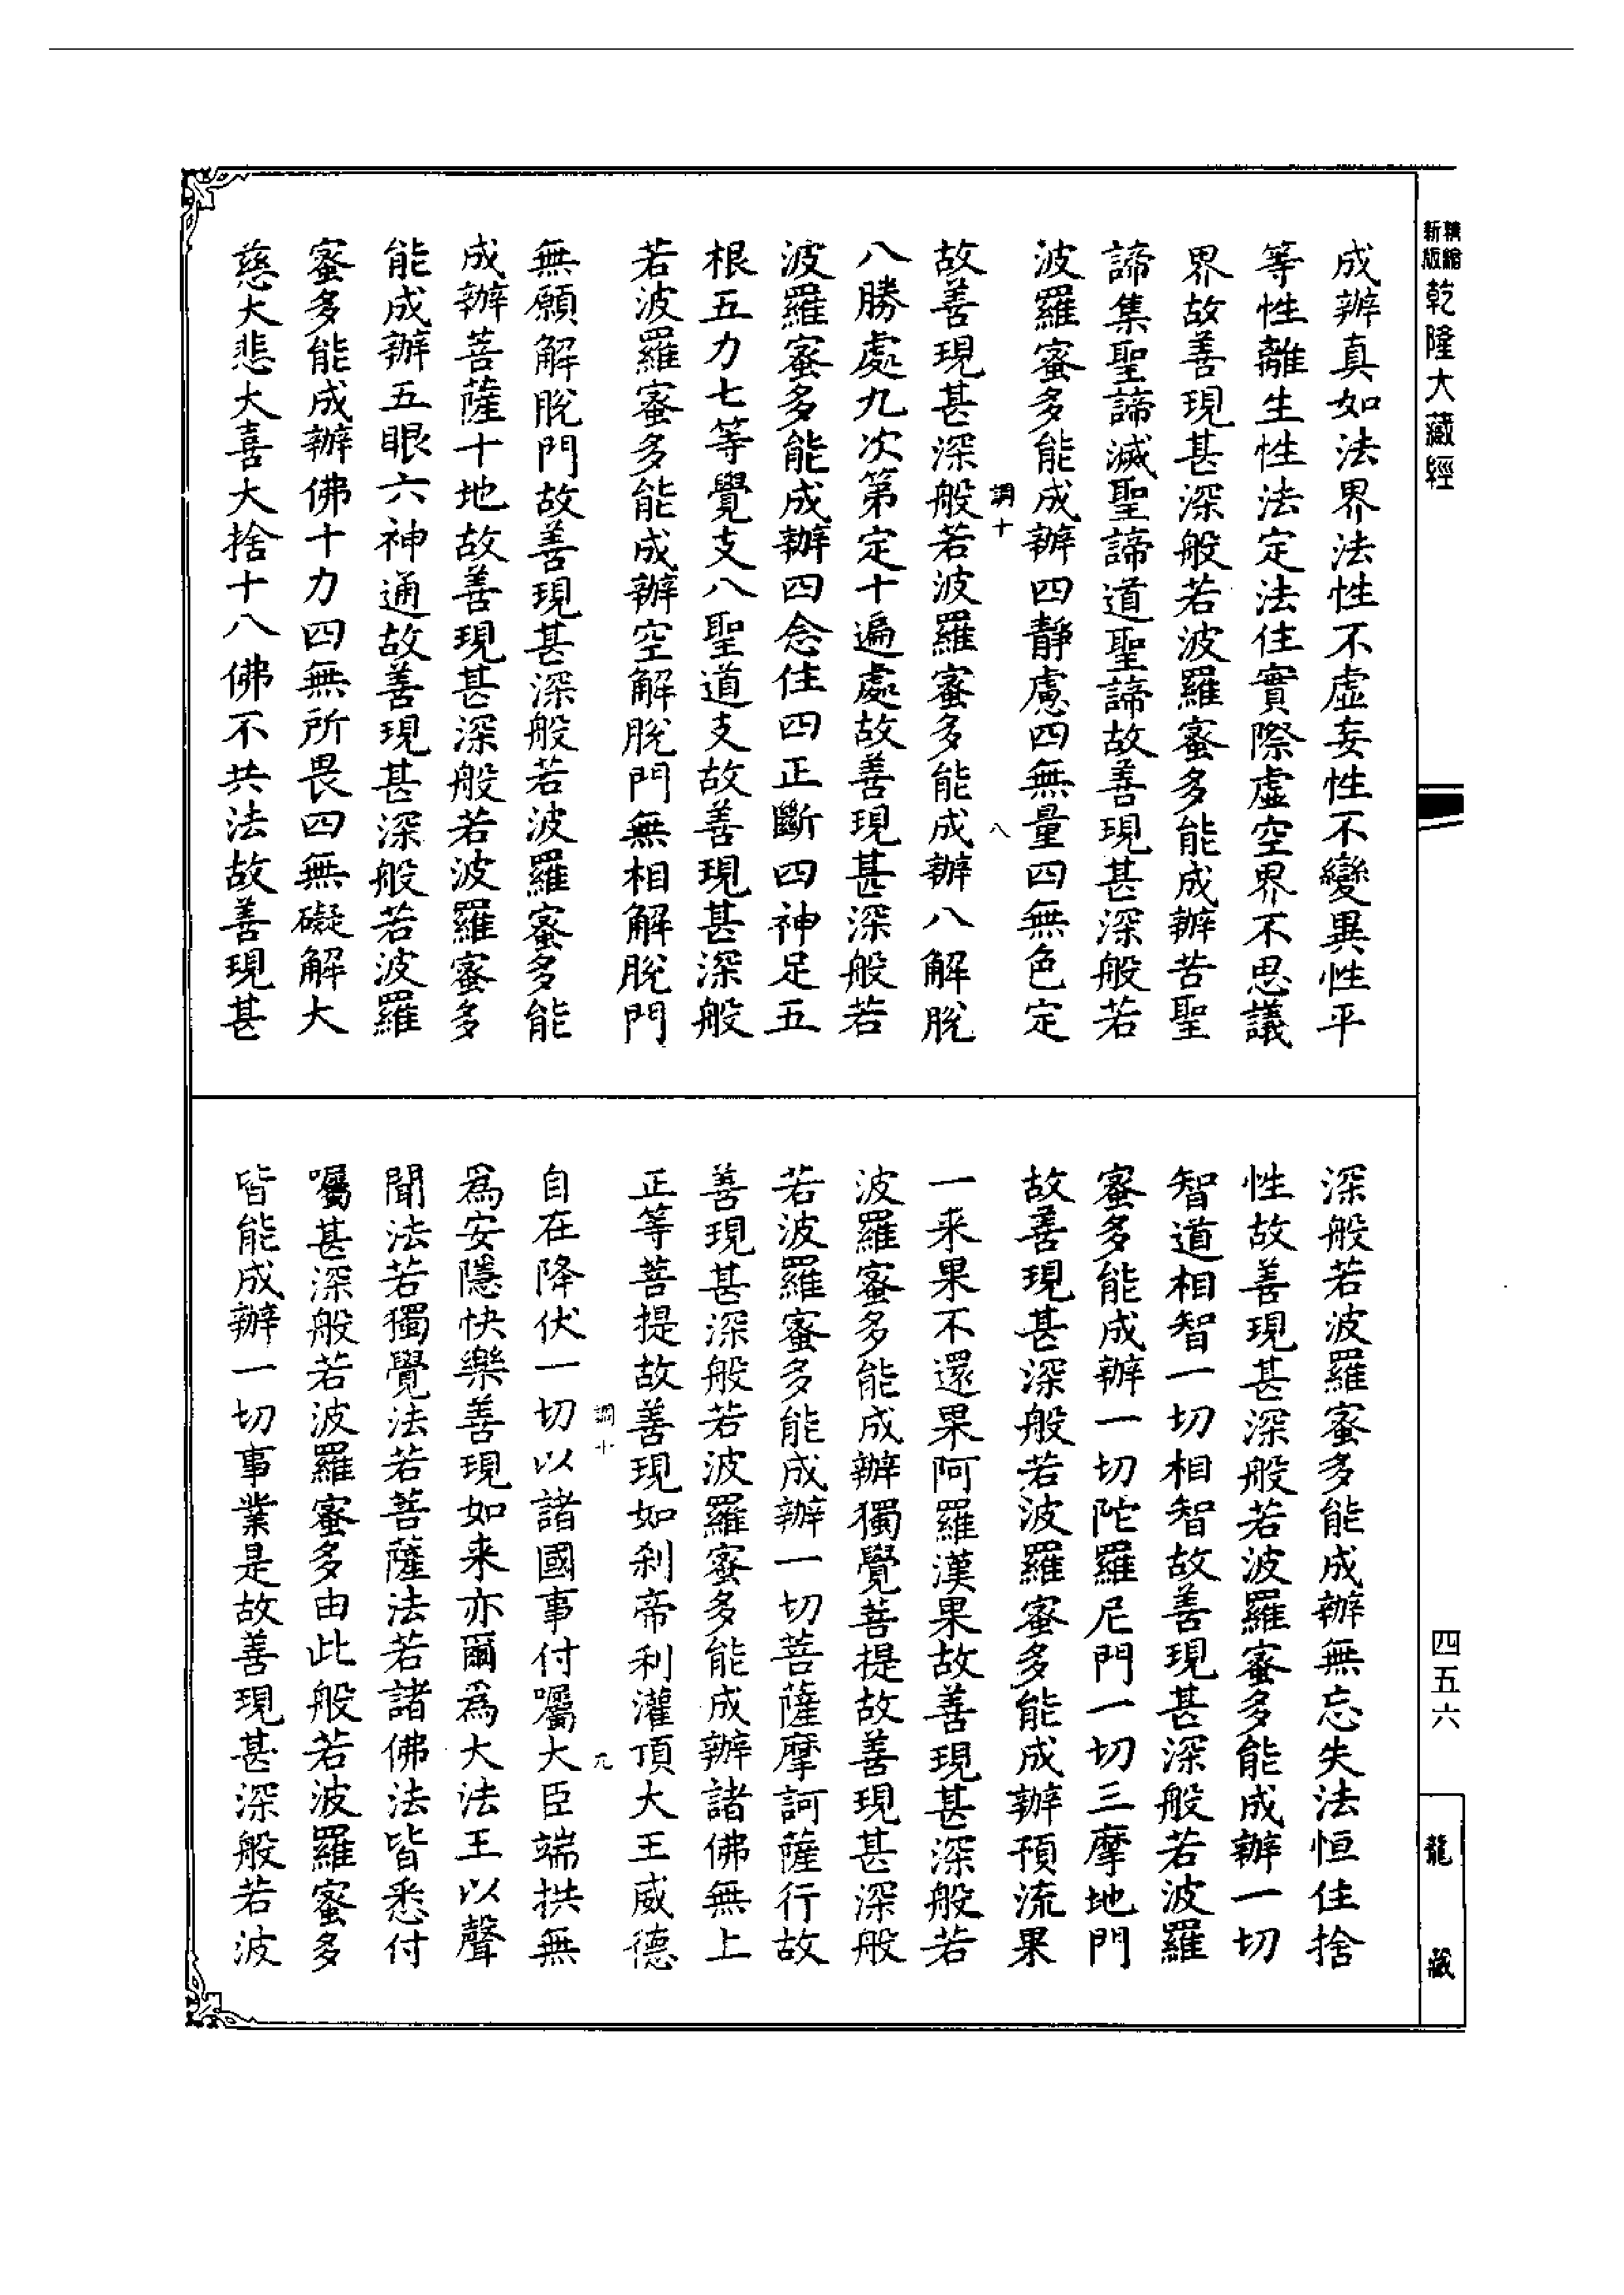 精縮
新版
乾隆大藏經
成辦真如法界法性不虛妄性不變異性平
等性離生性法定法住實際虛空界不思議
界故善現甚深般若波羅蜜多能成辦苦聖
諦集聖諦滅聖諦道聖諦故善現甚深般若
波羅蜜多能成辦四靜慮四無量四無色定
調十 八
故善現甚深般若波羅蜜多能成辦八解脫
八勝處九次第定十遍處故善現甚深般若
波羅蜜多能成辦四念住四正斷四神足五
根五力七等覺支八聖道支故善現甚深般
若波羅蜜多能成辦空解脫門無相解脫門
無願解脫門故善現甚深般若波羅蜜多能
成辦菩薩十地故善現甚深般若波羅蜜多
能成辦五眼六神通故善現甚深般若波羅
蜜多能成辦佛十力四無所畏四無礙解大
慈大悲大喜大捨十八佛不共法故善現甚
深般若波羅蜜多能成辦無忘失法恒住捨
性故善現甚深般若波羅蜜多能成辦一切
智道相智一切相智故善現甚深般若波羅
蜜多能成辦一切陀羅尼門一切三摩地門
故善現甚深般若波羅蜜多能成辦預流果
一来果不還果阿羅漢果故善現甚深般若
波羅蜜多能成辦獨覺菩提故善現甚深般
若波羅蜜多能成辦一切菩薩摩訶薩行故
善現甚深般若波羅蜜多能成辦諸佛無上
正等菩提故善現如刹帝利灌頂大王威德
調十 九
自在降伏一切以諸國事付囑大臣端拱無
為安隱快樂善現如来亦爾為大法王以聲
聞法若獨覺法若菩薩法若諸佛法皆悉付
囑甚深般若波羅蜜多由此般若波羅蜜多
皆能成辦一切事業是故善現甚深般若波
四五六
龍藏